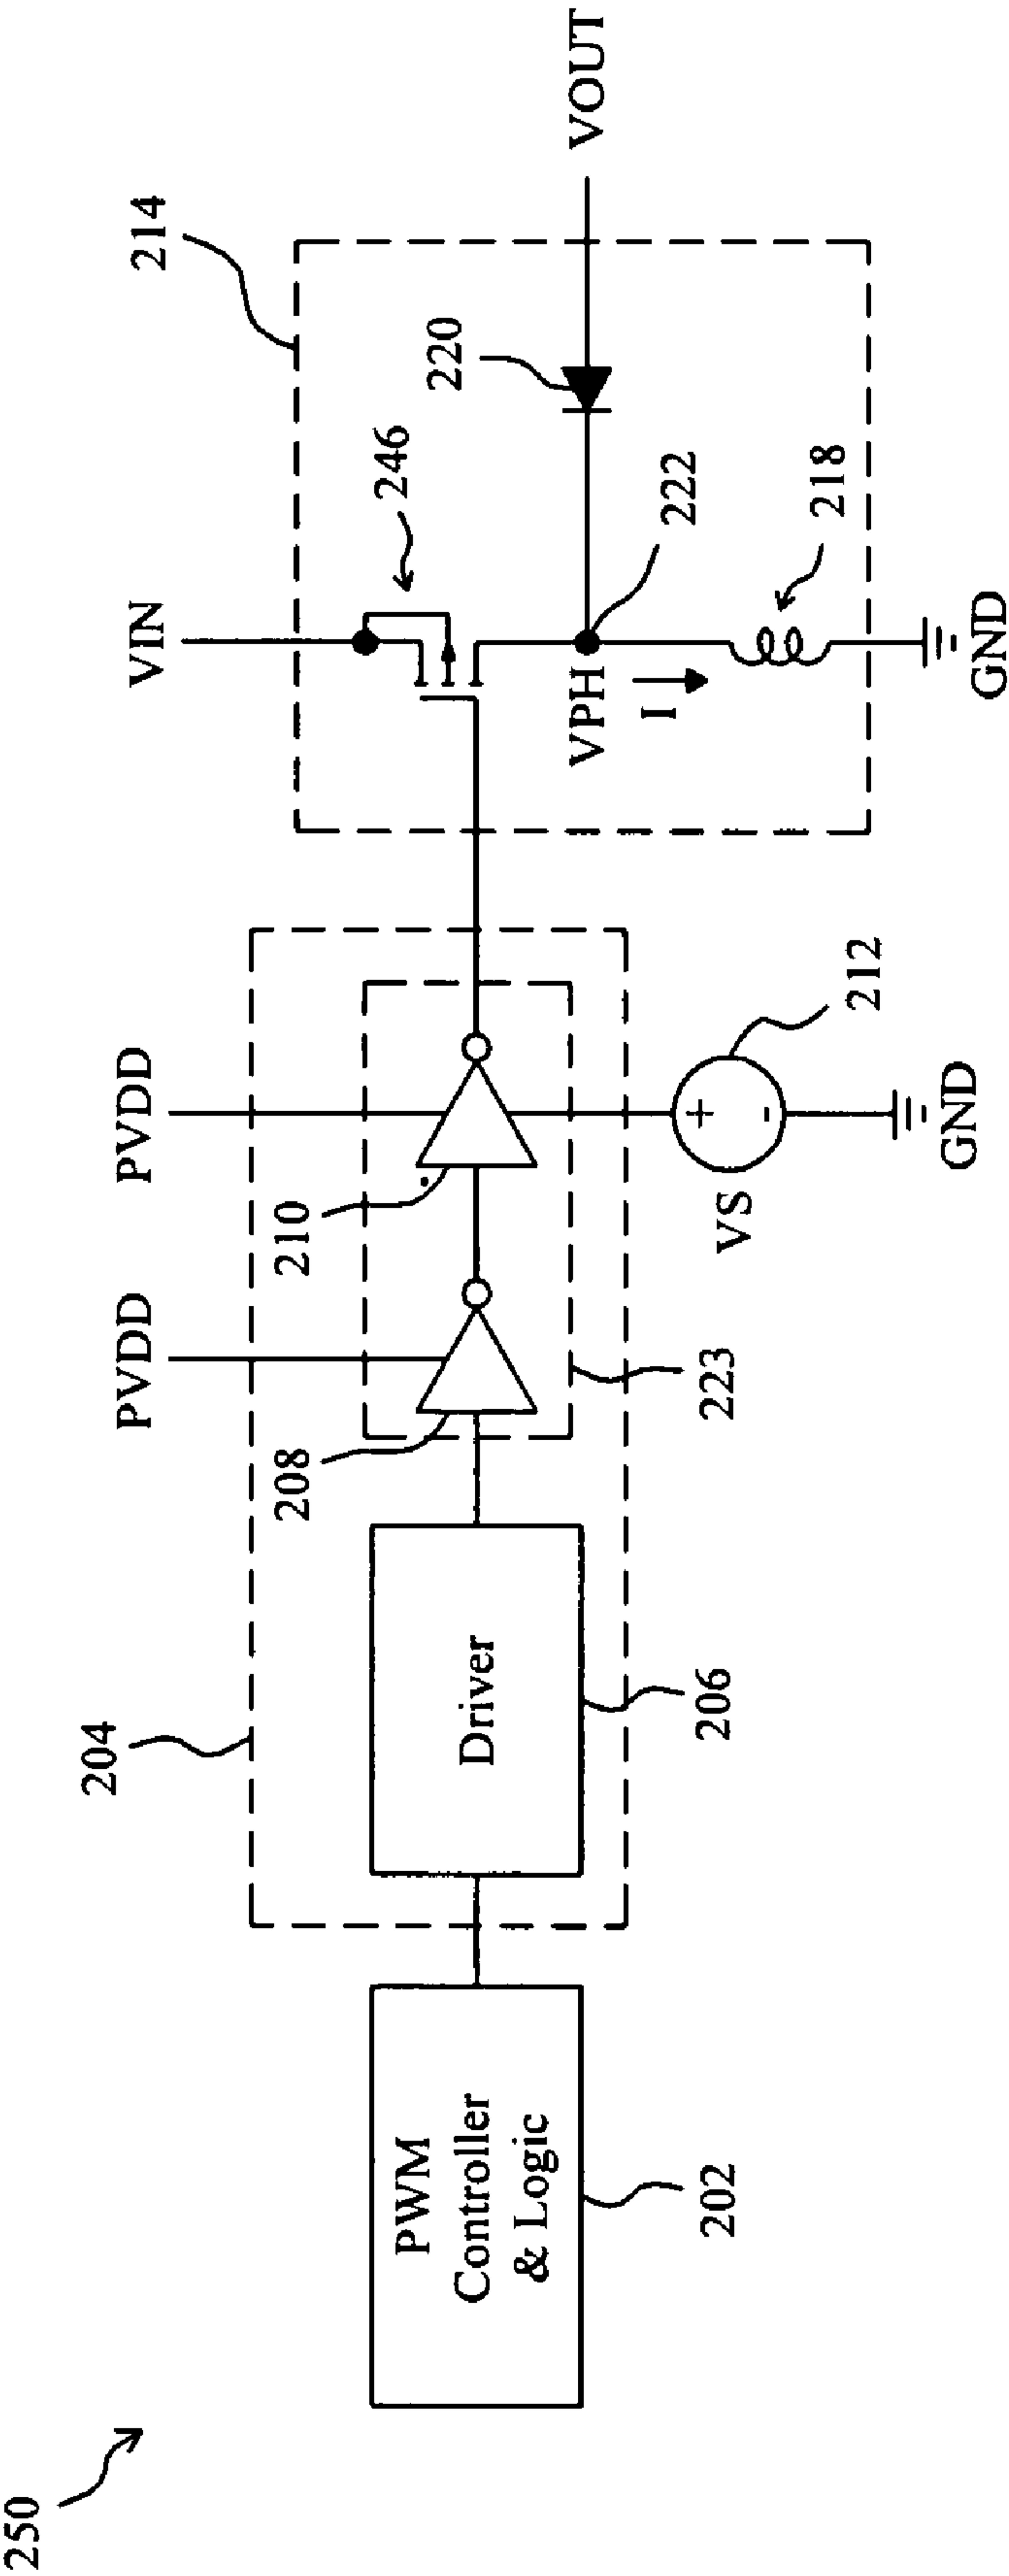 250
PWM
Controller
& Logic
202
204
Driver
206
208
PVDD
223
210
PVDD
VS
212
GND
214
VIN
246
220
VOUT
VPH
222
I
218
GND